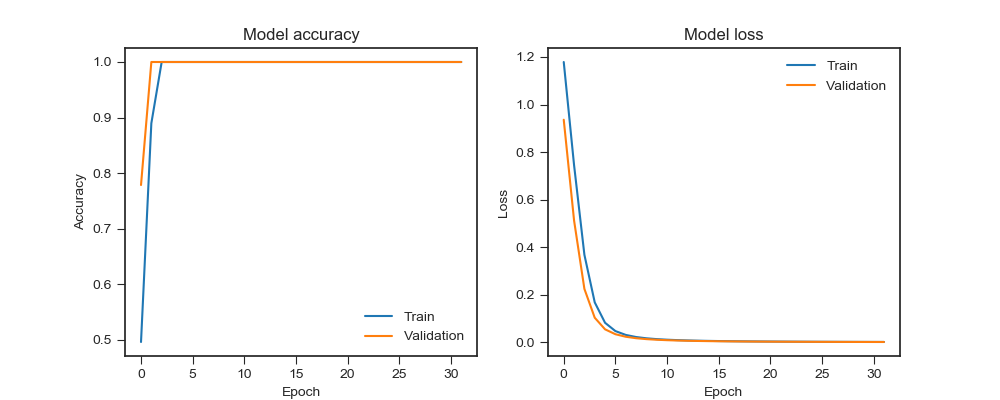 Model accuracy
1.0
0.9
0.8
0.7
0.6
0.5
Accuracy
0 5 10 15 20 25 30
Epoch
Train
Validation
Model loss
1.2
1.0
0.8
0.6
0.4
0.2
0.0
Loss
0 5 10 15 20 25 30
Epoch
Train
Validation